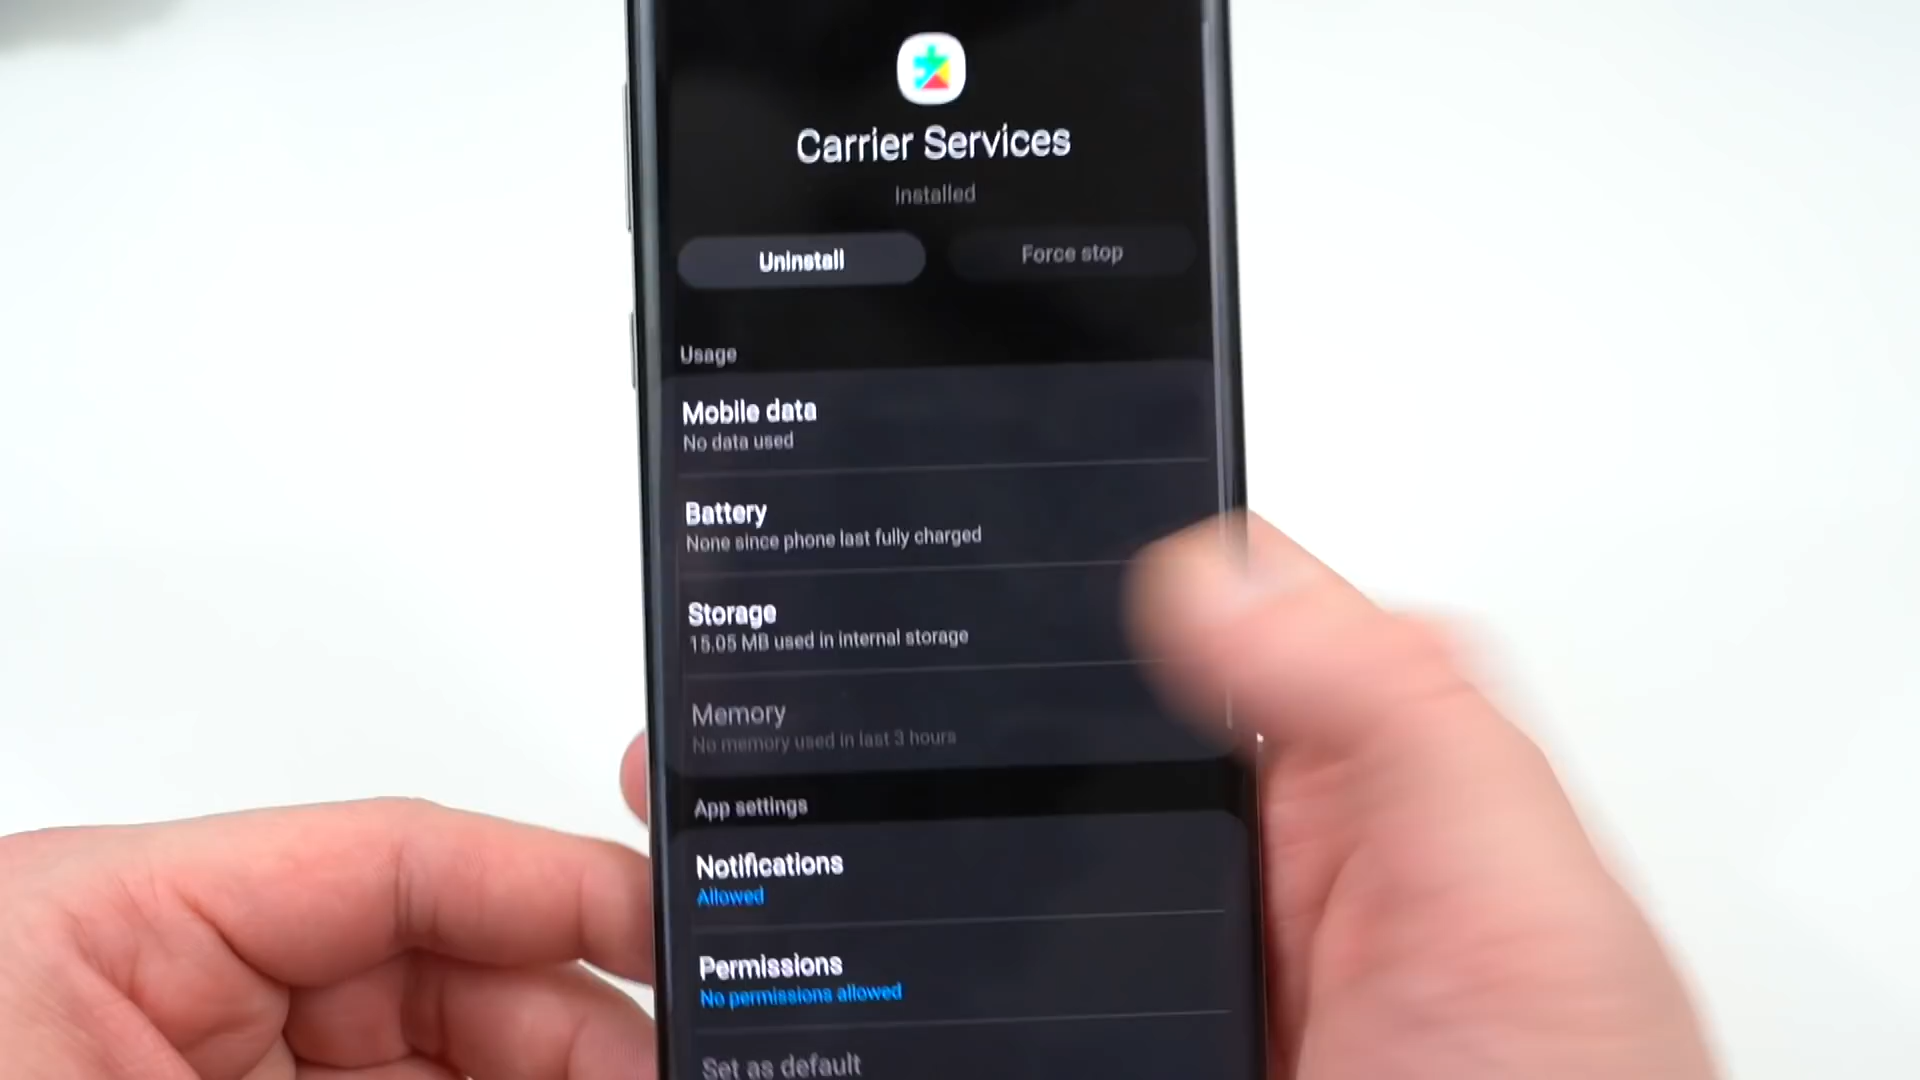 Carrier Services
Installed
Uninstall
Force stop
Usage
Mobile data
No data used
Battery
None since phone last fully charged
Storage
15.05 MB used in internal storage
Memory
No memory used in last 3 hours
App settings
Notifications
Allowed
Permissions
No permissions allowed
Set as default